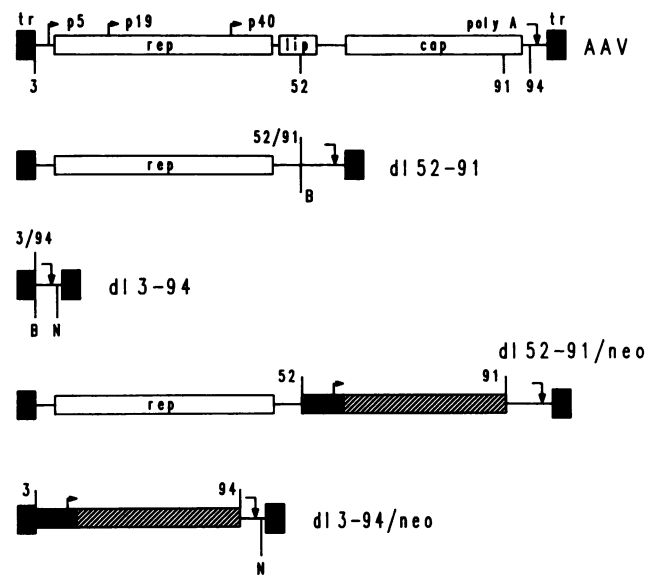 tr p5 p19 p40 poly A tr
rep lip cap AAV
3 52 91 94
52/91
rep dl 52-91
B
3/94
dl 3-94
B N
dl 52-91/neo
52 91
rep
3 94
dl 3-94/neo
N